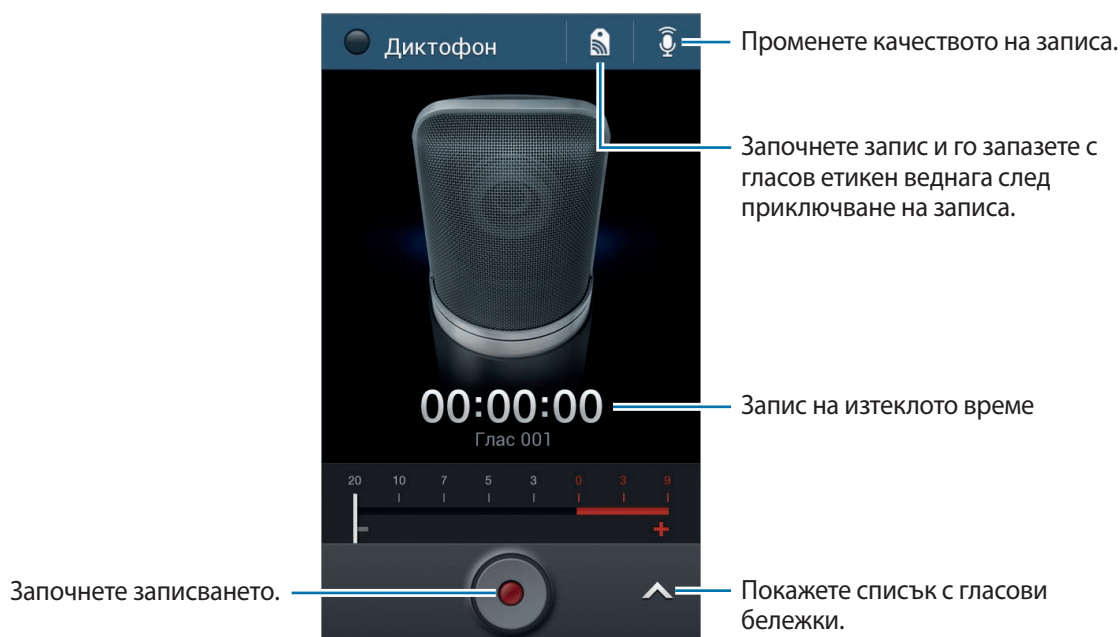 Диктофон
Променете качеството на записа.
Започнете запис и го запазете с
гласов етикен веднага след
приключване на записа.
00:00:00
Запис на изтеклото време
Глас 001
20 10 7 5 3 0 3 9
- +
Започнете записването.
Покажете списък с гласови
бележки.